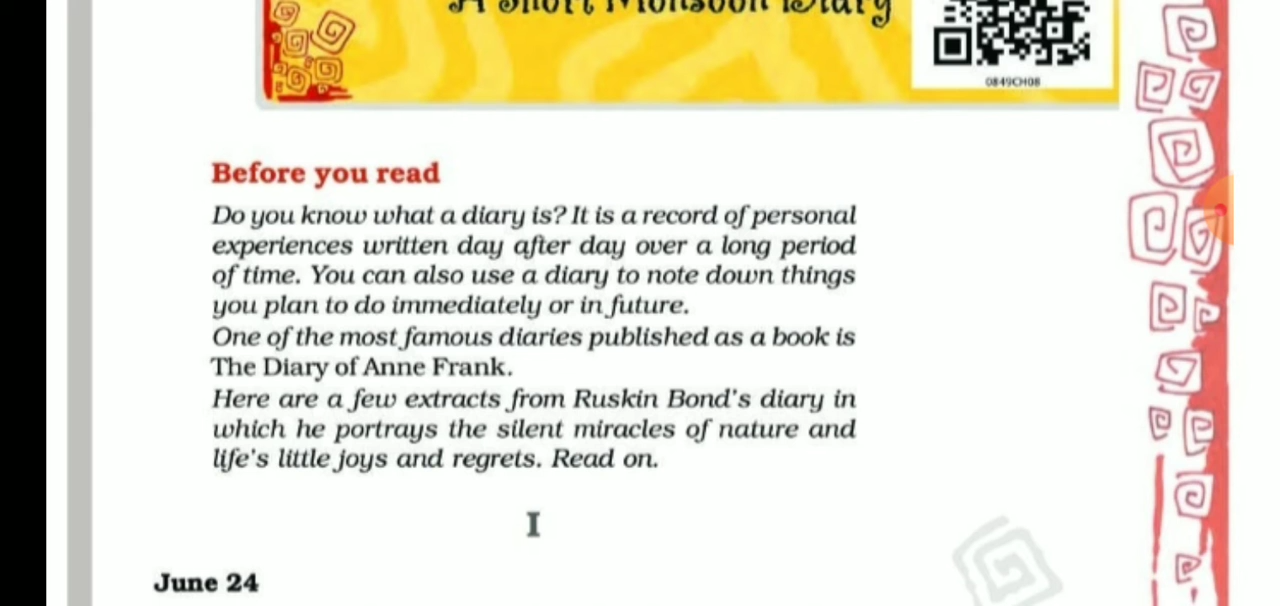 A Short Monsoon Diary
0849CH08
Before you read
Do you know what a diary is? It is a record of personal
experiences written day after day over a long period
of time. You can also use a diary to note down things
you plan to do immediately or in future.
One of the most famous diaries published as a book is
The Diary of Anne Frank.
Here are a few extracts from Ruskin Bond's diary in
which he portrays the silent miracles of nature and
life's little joys and regrets. Read on.
I
June 24